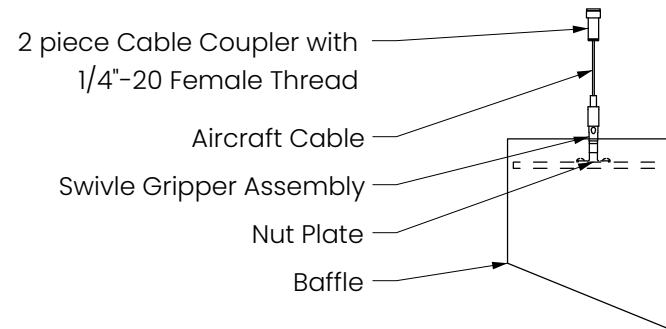 2 piece Cable Coupler with
1/4"-20 Female Thread
Aircraft Cable
Swivle Gripper Assembly
Nut Plate
Baffle